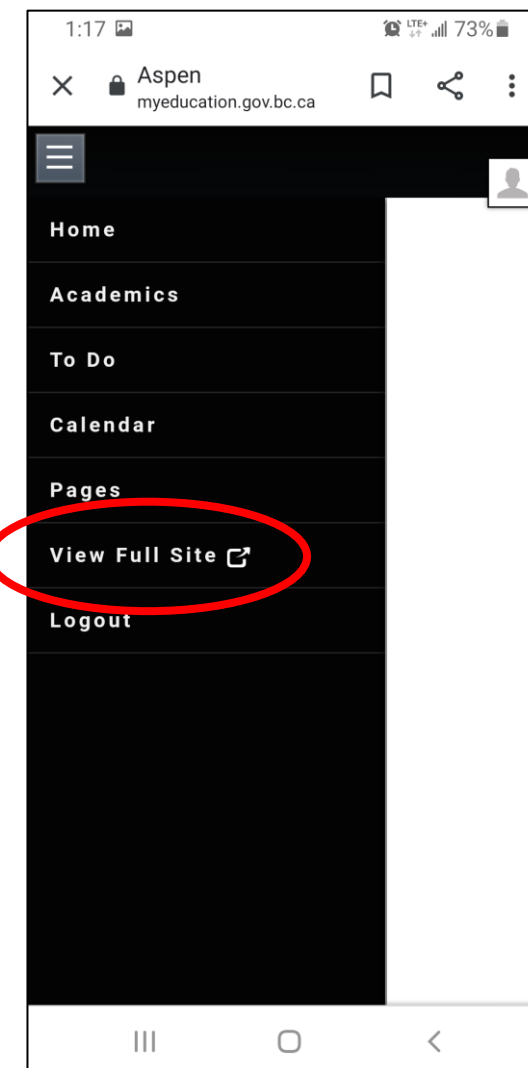 1:17 LTE+ 73%
Aspen
myeducation.gov.bc.ca
Home
Academics
To Do
Calendar
Pages
View Full Site
Logout